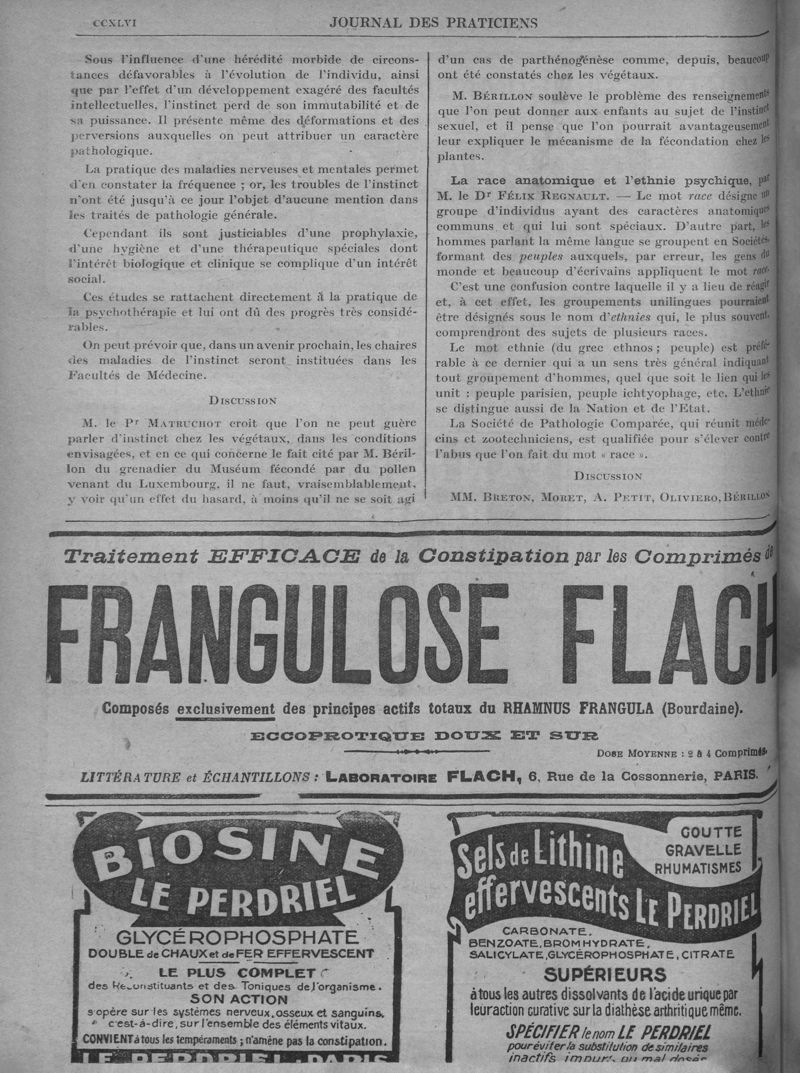 CCXLVI
JOURNAL DES PRATICIENS
Sous l'influence d'une hérédité morbide de circons-
tances défavorables à l'évolution de l'individu, ainsi
que par l'effet d'un développement exagéré des facultés
intellectuelles, l'instinct perd de son immutabilité et de
sa puissance. Il présente même des déformations et des
perversions auxquelles on peut attribuer un caractère
pathologique.
La pratique des maladies nerveuses et mentales permet
d'en constater la fréquence ; or, les troubles de l'instinct
n'ont été jusqu'à ce jour l'objet d'aucune mention dans
les traités de pathologie générale.
Cependant ils sont justiciables d'une prophylaxie,
d'une hygiène et d'une thérapeutique spéciales dont
l'intérêt biologique et clinique se complique d'un intérêt
social.
Ces études se rattachent directement à la pratique de
la psychothérapie et lui ont dû des progrès très considé-
rables.
On peut prévoir que, dans un avenir prochain, les chaires
des maladies de l'instinct seront instituées dans les
Facultés de Médecine.
DISCUSSION
M. le Pr MATRUCHOT croit que l'on ne peut guère
parler d'instinct chez les végétaux, dans les conditions
envisagées, et en ce qui concerne le fait cité par M. Béril-
lon du grenadier du Muséum fécondé par du pollen
venant du Luxembourg, il ne faut, vraisemblablement,
y voir qu'un effet du hasard, à moins qu'il ne se soit agi
d'un cas de parthénogénèse comme, depuis, beaucoup
ont été constatés chez les végétaux.
M. BÉRILLON soulève le problème des renseignements
que l'on peut donner aux enfants au sujet de l'instinct
sexuel, et il pense que l'on pourrait avantageusement
leur expliquer le mécanisme de la fécondation chez les
plantes.
La race anatomique et l'ethnie psychique, par
M. le Dr FÉLIX REGNAULT. — Le mot race désigne un
groupe d'individus ayant des caractères anatomiques
communs et qui lui sont spéciaux. D'autre part, les
hommes parlant la même langue se groupent en Sociétés,
formant des peuples auxquels, par erreur, les gens du
monde et beaucoup d'écrivains appliquent le mot race.
C'est une confusion contre laquelle il y a lieu de réagir
et, à cet effet, les groupements unilingues pourraient
être désignés sous le nom d'ethnies qui, le plus souvent,
comprendront des sujets de plusieurs races.
Le mot ethnie (du grec ethnos ; peuple) est préfé-
rable à ce dernier qui a un sens très général indiquant
tout groupement d'hommes, quel que soit le lien qui les
unit : peuple parisien, peuple ichtyophage, etc. L'ethnie
se distingue aussi de la Nation et de l'Etat.
La Société de Pathologie Comparée, qui réunit méde-
cins et zootechniciens, est qualifiée pour s'élever contre
l'abus que l'on fait du mot « race ».
DISCUSSION
MM. BRETON, MORET, A. PETIT, OLIVIERO, BÉRILLON
Traitement EFFICACE de la Constipation par les Comprimés de
FRANGULOSE FLACH
Composés exclusivement des principes actifs totaux du RHAMNUS FRANGULA (Bourdaine).
ECCOPROTIQUE DOUX ET SUR
DOSE MOYENNE : 2 à 4 Comprimés.
LITTÉRATURE et ÉCHANTILLONS : LABORATOIRE FLACH, 6, Rue de la Cossonnerie, PARIS.
BIOSINE
LE PERDRIEL
GLYCÉROPHOSPHATE
DOUBLE de CHAUX et de FER EFFERVESCENT
LE PLUS COMPLET
des Reconstituants et des Toniques de l'organisme.
SON ACTION
s'opère sur les systèmes nerveux, osseux et sanguins,
c'est-à-dire, sur l'ensemble des éléments vitaux.
CONVIENT à tous les tempéraments ; n'amène pas la constipation.
LE PERDRIEL - PARIS
Sels de Lithine
effervescents LE PERDRIEL
GOUTTE
GRAVELLE
RHUMATISMES
CARBONATE,
BENZOATE, BROMHYDRATE,
SALICYLATE, GLYCÉROPHOSPHATE, CITRATE
SUPÉRIEURS
à tous les autres dissolvants de l'acide urique par
leur action curative sur la diathèse arthritique même.
SPÉCIFIER le nom LE PERDRIEL
pour éviter la substitution de similaires
inactifs, impurs ou mal dosés